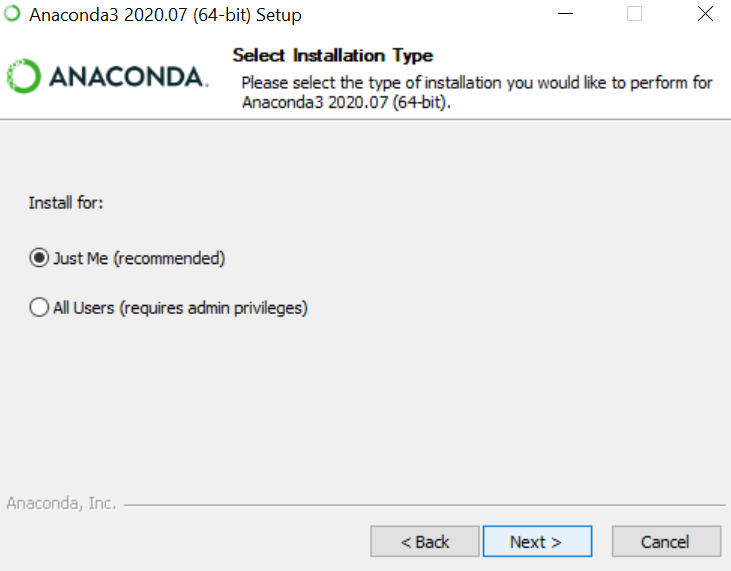 Anaconda3 2020.07 (64-bit) Setup
ANACONDA.
Select Installation Type
Please select the type of installation you would like to perform for
Anaconda3 2020.07 (64-bit).
Install for:
Just Me (recommended)
All Users (requires admin privileges)
Anaconda, Inc.
< Back
Next >
Cancel